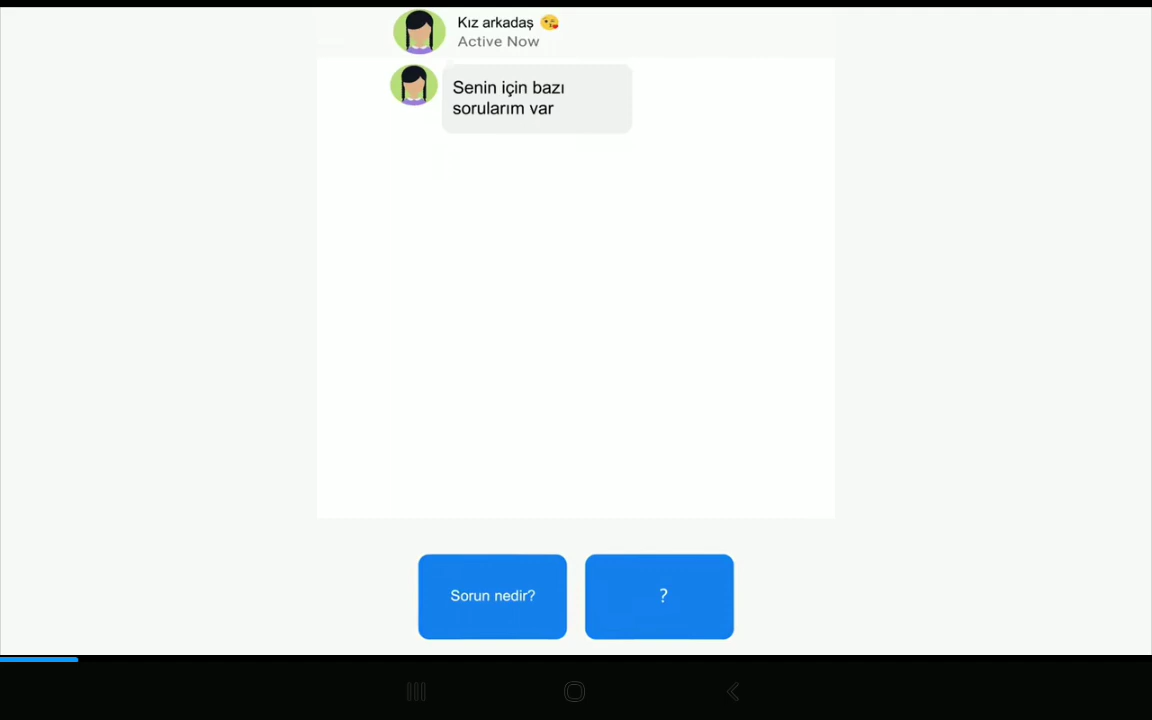 Kız arkadaş 😘
Active Now
Senin için bazı
sorularım var
Sorun nedir?
?